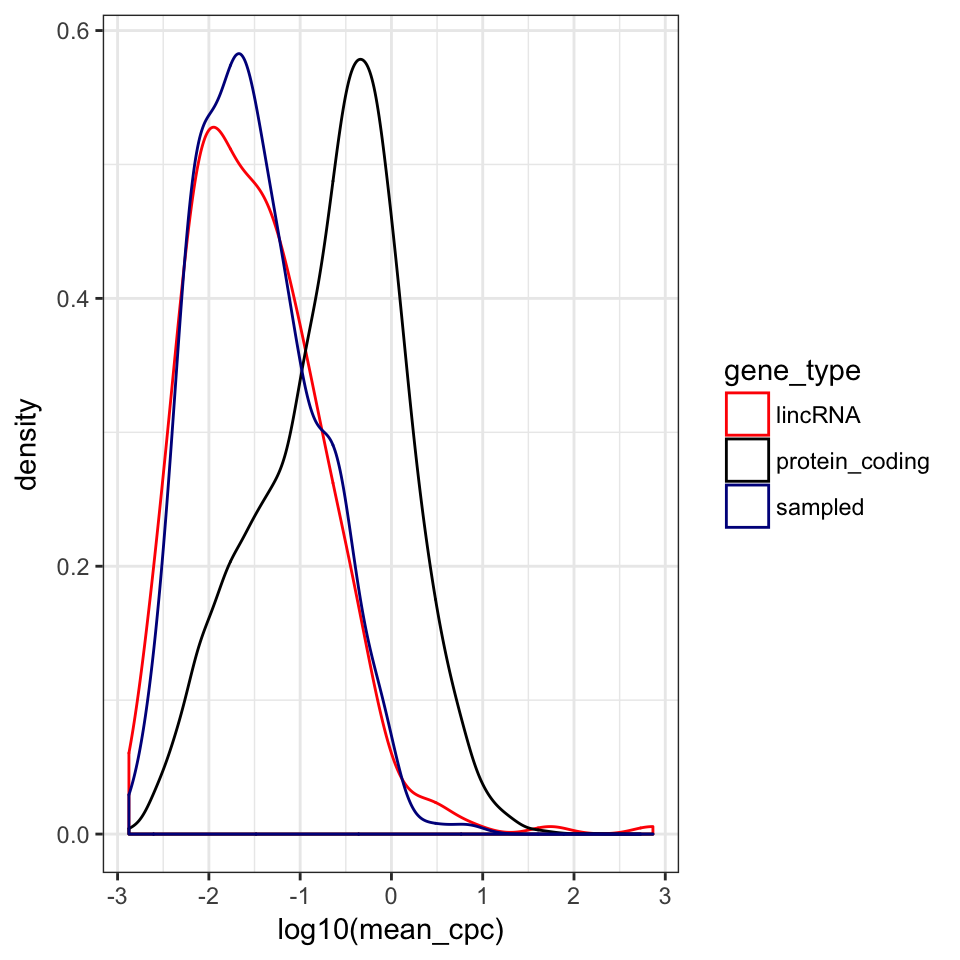 0.6
0.4
0.2
0.0
density
-3 -2 -1 0 1 2 3
log10(mean_cpc)
gene_type
lincRNA
protein_coding
sampled